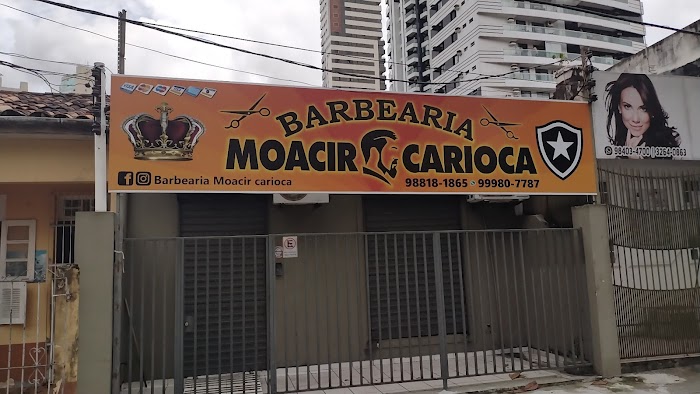 BARBEARIA
MOACIR CARIOCA
Barbearia Moacir carioca
98818-1865 99980-7787
98403-4700 | 3264-0863